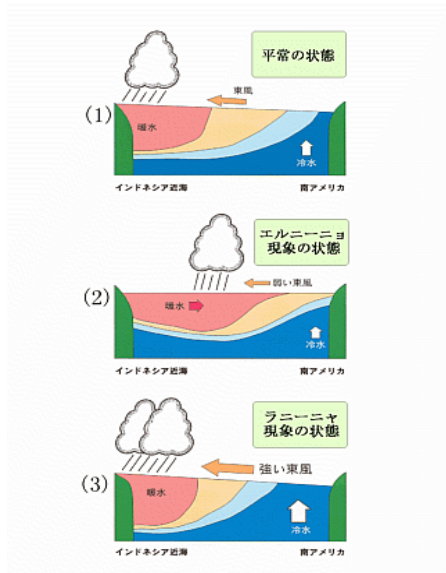 平常の状態
東風
(1)
暖水
冷水
インドネシア近海
南アメリカ
エルニーニョ
現象の状態
弱い東風
(2)
暖水
冷水
インドネシア近海
南アメリカ
ラニーニャ
現象の状態
強い東風
(3)
暖水
冷水
インドネシア近海
南アメリカ